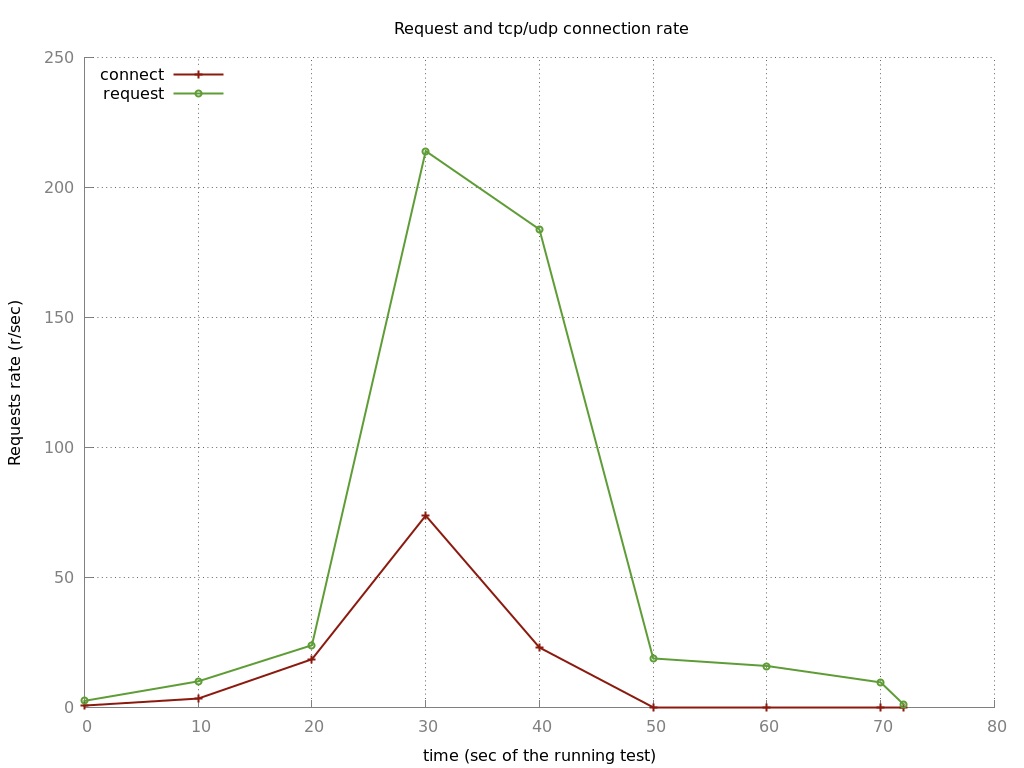 Request and tcp/udp connection rate
250
connect
request
200
150
100
50
0
Requests rate (r/sec)
0 10 20 30 40 50 60 70 80
time (sec of the running test)